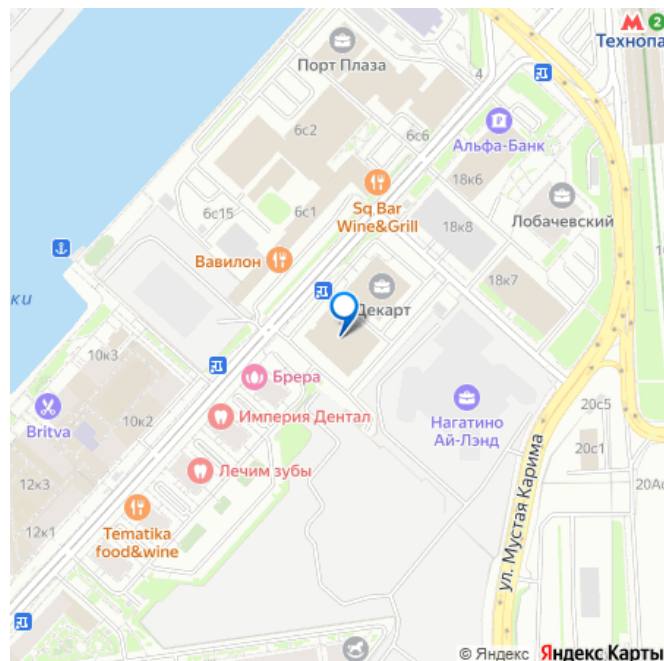 2
Технопа
Порт Плаза
4
6с2
6с6
Альфа-Банк
18к6
Sq Bar
Wine&Grill
Лобачевский
6с15
6с1
18к8
Вавилон
18к7
ки
Декарт
10к3
Брера
Britva
10к2
Империя Дентал
Нагатино
Ай-Лэнд
20с5
20с1
Лечим зубы
12к3
20Ас
12к1
Tematika
food&wine
ул. Мустая Карима
© Яндекс Яндекс Карты